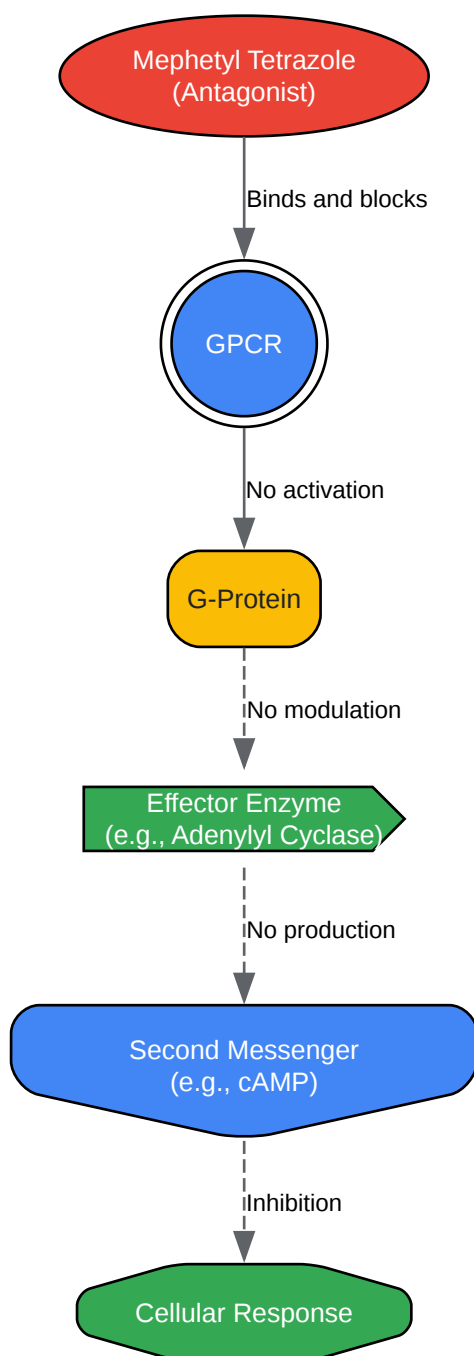 Mephetyl Tetrazole
(Antagonist)
Binds and blocks
GPCR
No activation
G-Protein
No modulation
Effector Enzyme
(e.g., Adenylyl Cyclase)
No production
Second Messenger
(e.g., cAMP)
Inhibition
Cellular Response